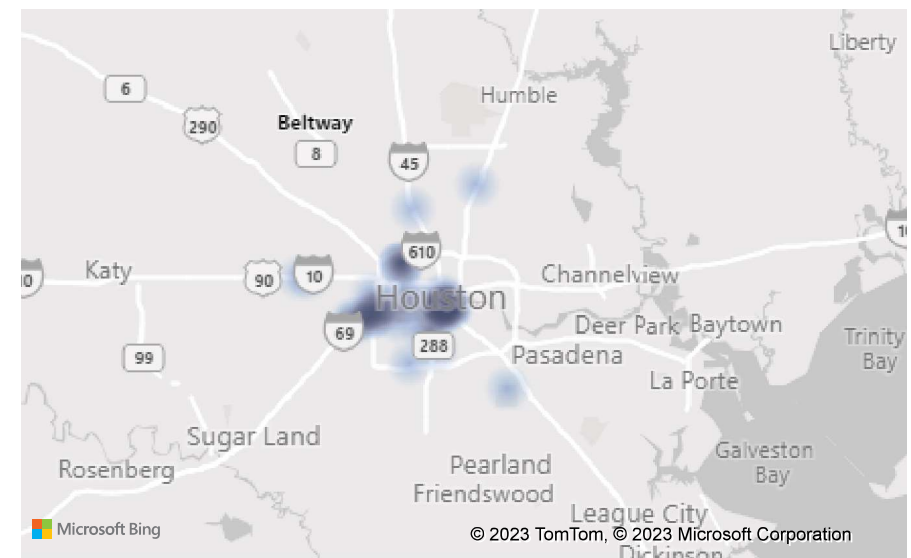 Liberty
6
Humble
290
Beltway
8
45
610
Katy
90
10
Channelview
Houston
69
288
Deer Park
Baytown
Trinity
Bay
99
Pasadena
La Porte
Sugar Land
Rosenberg
Pearland
Friendswood
Galveston
Bay
League City
Microsoft Bing
© 2023 TomTom, © 2023 Microsoft Corporation
Dickinson